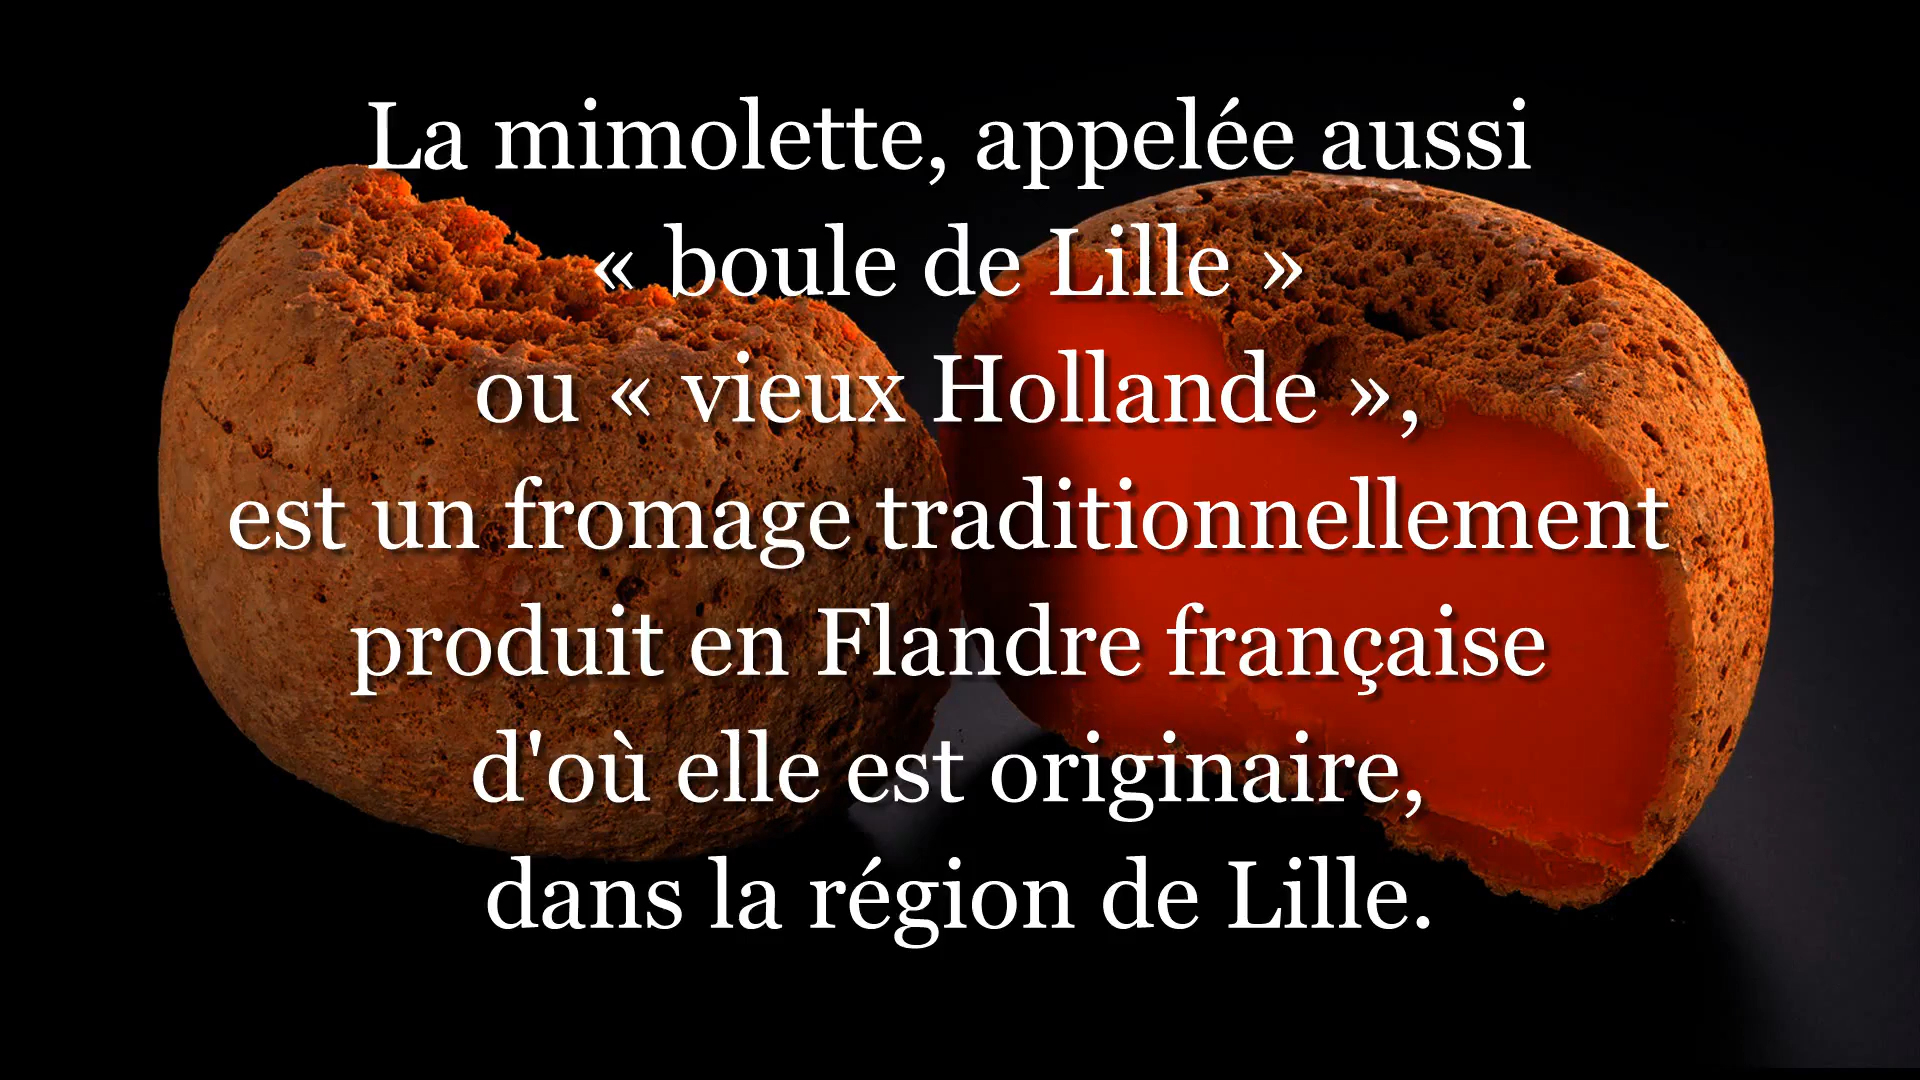 La mimolette, appelée aussi
« boule de Lille »
ou « vieux Hollande »,
est un fromage traditionnellement
produit en Flandre française
d'où elle est originaire,
dans la région de Lille.